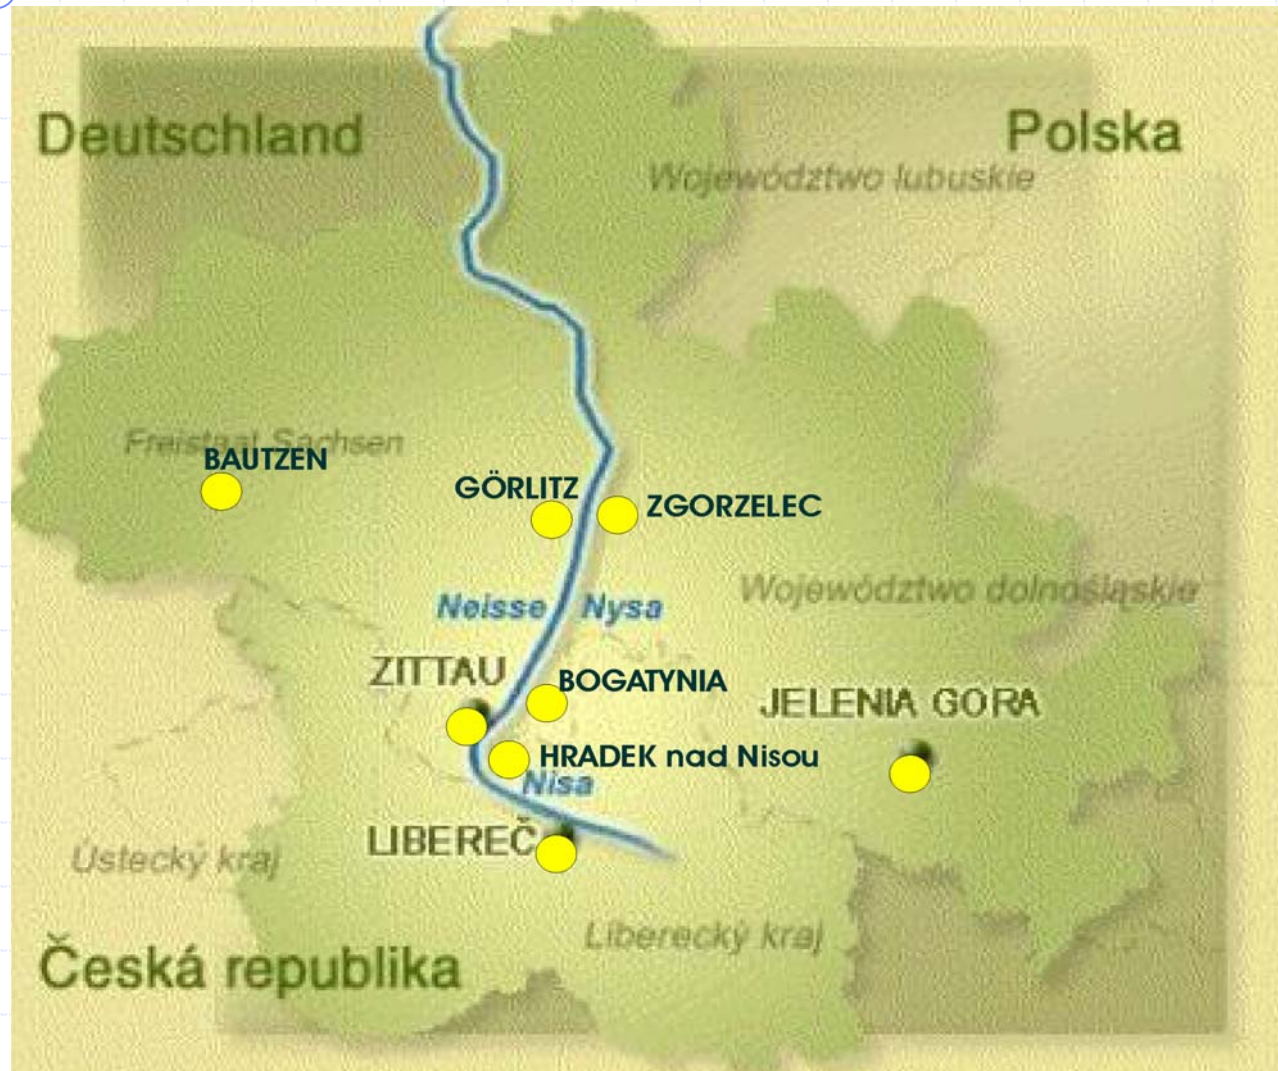 Deutschland
Polska
Województwo lubuskie
Freistaat Sachsen
BAUTZEN
GÖRLITZ
ZGORZELEC
Województwo dolnośląskie
Neisse
Nysa
ZITTAU
BOGATYNIA
JELENIA GORA
HRADEK nad Nisou
Nisa
LIBEREČ
Ústecký kraj
Liberecký kraj
Česká republika